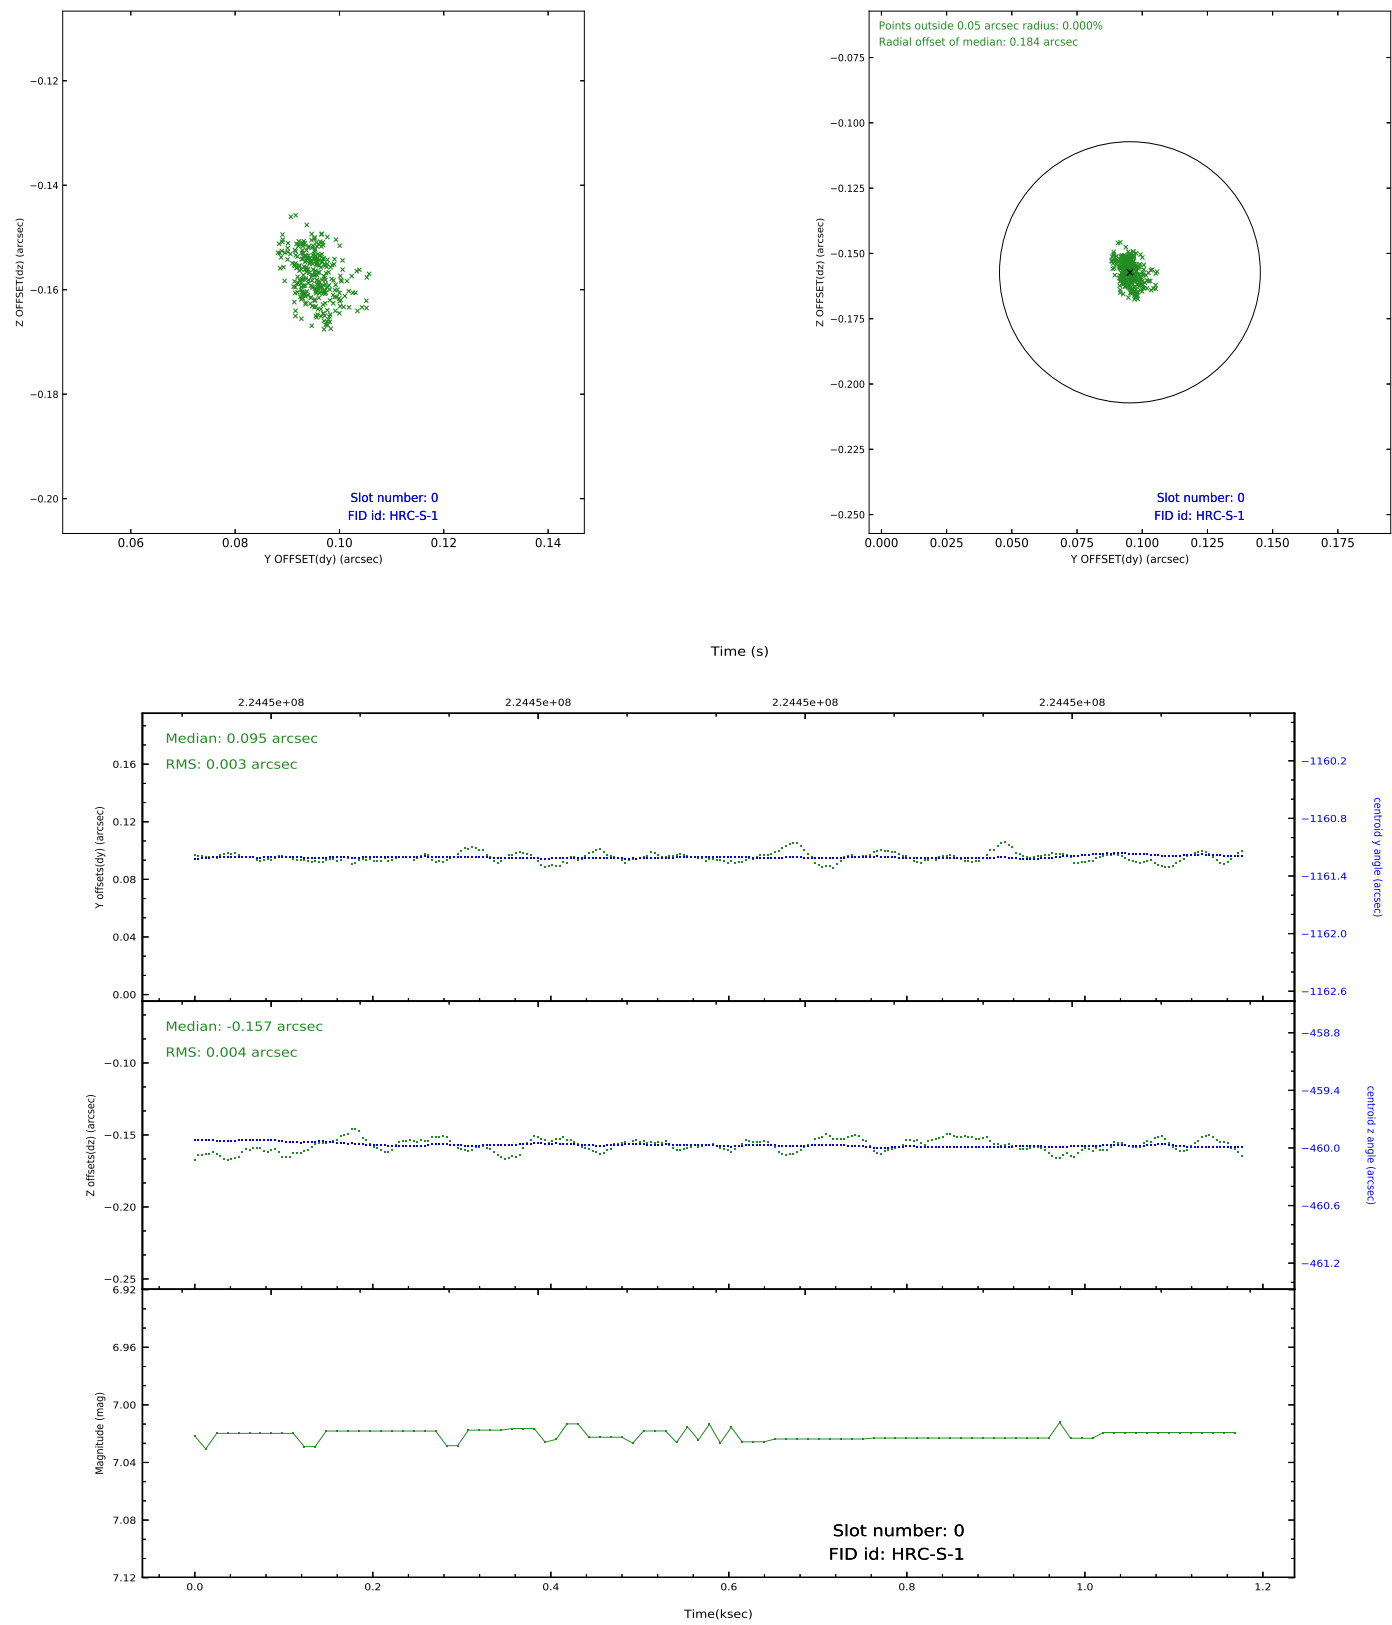 −0.12
−0.14
−0.16
−0.18
−0.20
Z OFFSET(dz) (arcsec)
Slot number: 0
FID id: HRC-S-1
0.06 0.08 0.10 0.12 0.14
Y OFFSET(dy) (arcsec)
Points outside 0.05 arcsec radius: 0.000%
Radial offset of median: 0.184 arcsec
−0.075
−0.100
−0.125
−0.150
−0.175
−0.200
−0.225
−0.250
Z OFFSET(dz) (arcsec)
Slot number: 0
FID id: HRC-S-1
0.000 0.025 0.050 0.075 0.100 0.125 0.150 0.175
Y OFFSET(dy) (arcsec)
Time (s)
2.2445e+08 2.2445e+08 2.2445e+08 2.2445e+08
Median: 0.095 arcsec
RMS: 0.003 arcsec
0.16
0.12
0.08
0.04
0.00
Y offsets(dy) (arcsec)
−1160.2
−1160.8
−1161.4
−1162.0
−1162.6
centroid y angle (arcsec)
Median: -0.157 arcsec
RMS: 0.004 arcsec
−0.10
−0.15
−0.20
−0.25
Z offsets(dz) (arcsec)
−458.8
−459.4
−460.0
−460.6
−461.2
centroid z angle (arcsec)
6.92
6.96
7.00
7.04
7.08
7.12
Magnitude (mag)
Slot number: 0
FID id: HRC-S-1
0.0 0.2 0.4 0.6 0.8 1.0 1.2
Time(ksec)